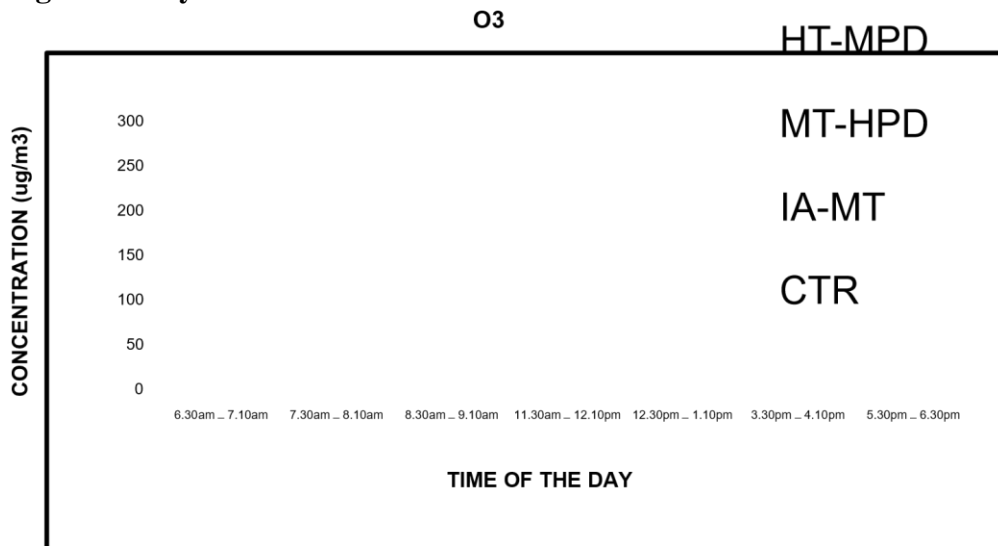 O3
HT-MPD
MT-HPD
IA-MT
CTR
CONCENTRATION (ug/m3)
300
250
200
150
100
50
0
6.30am – 7.10am
7.30am – 8.10am
8.30am – 9.10am
11.30am – 12.10pm
12.30pm – 1.10pm
3.30pm – 4.10pm
5.30pm – 6.30pm
TIME OF THE DAY